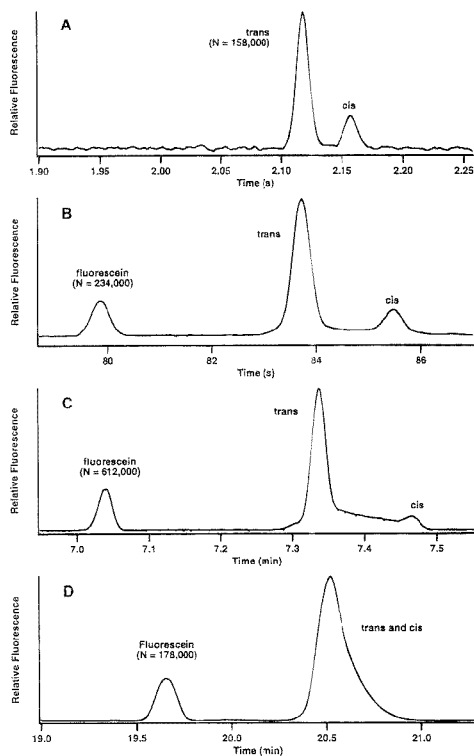 A
trans
(N = 158,000)
cis
Relative Fluorescence
1.90 1.95 2.00 2.05 2.10 2.15 2.20 2.25
Time (s)
B
trans
fluorescein
(N = 234,000)
cis
Relative Fluorescence
80 82 84 86
Time (s)
C
trans
fluorescein
(N = 612,000)
cis
Relative Fluorescence
7.0 7.1 7.2 7.3 7.4 7.5
Time (min)
D
trans and cis
Fluorescein
(N = 178,000)
Relative Fluorescence
19.0 19.5 20.0 20.5 21.0
Time (min)